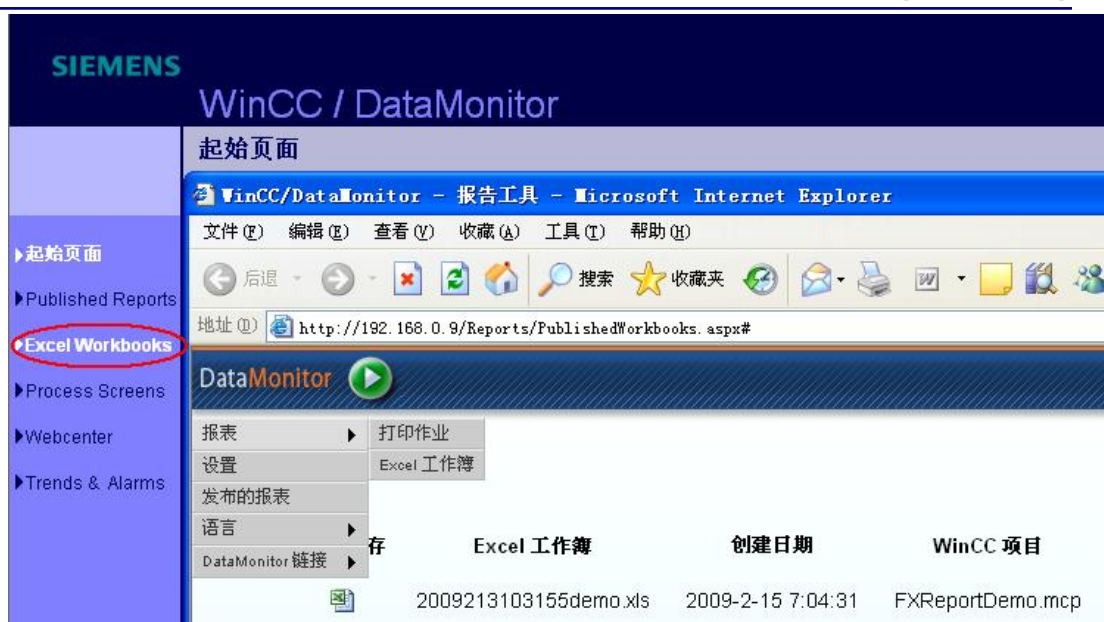 SIEMENS
WinCC / DataMonitor
起始页面
WinCC/DataMonitor - 报告工具 - Microsoft Internet Explorer
文件(F) 编辑(E) 查看(V) 收藏(A) 工具(T) 帮助(H)
后退 搜索 收藏夹
地址(D) http://192.168.0.9/Reports/PublishedWorkbooks.aspx#
起始页面
Published Reports
Excel Workbooks
Process Screens
Webcenter
Trends & Alarms
DataMonitor
报表 打印作业
设置 Excel 工作簿
发布的报表
语言
DataMonitor 链接
存 Excel 工作簿 创建日期 WinCC 项目
2009213103155demo.xls 2009-2-15 7:04:31 FXReportDemo.mcp